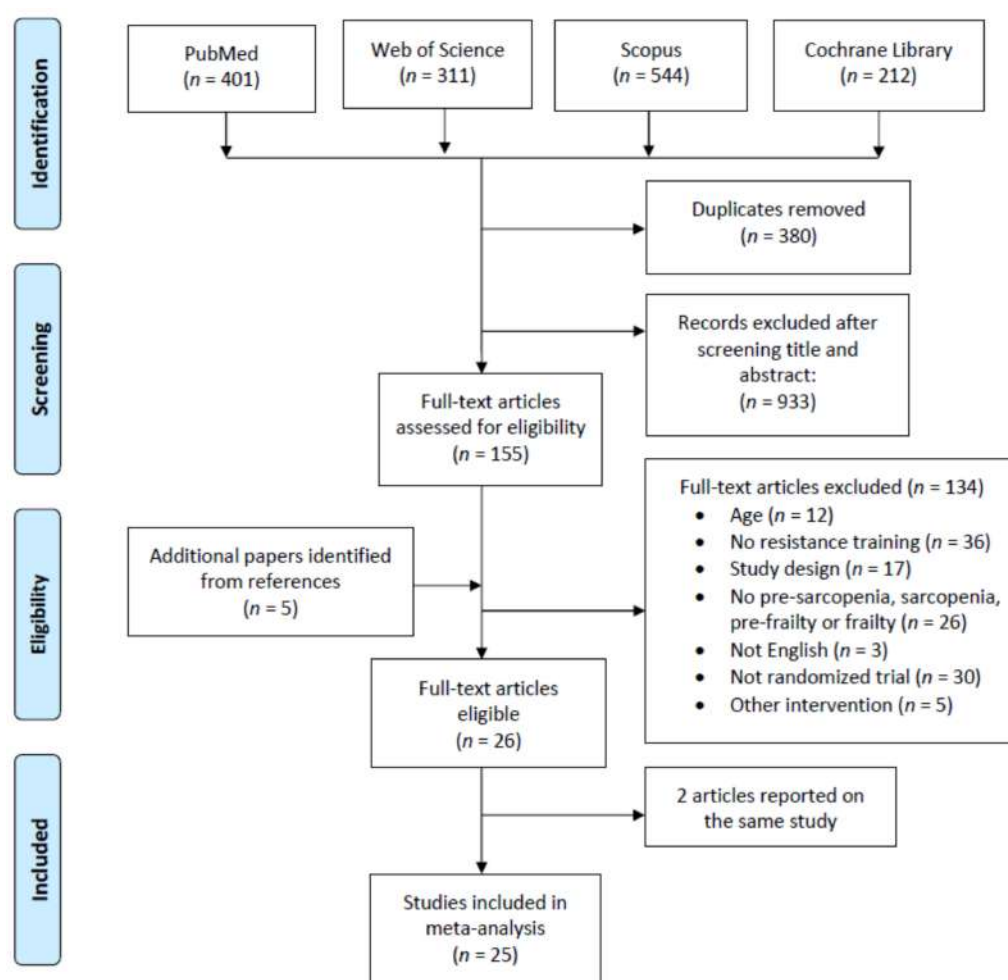 Identification
PubMed
(n = 401)
Web of Science
(n = 311)
Scopus
(n = 544)
Cochrane Library
(n = 212)
Duplicates removed
(n = 380)
Screening
Records excluded after
screening title and
abstract:
(n = 933)
Full-text articles
assessed for eligibility
(n = 155)
Eligibility
Full-text articles excluded (n = 134)
• Age (n = 12)
• No resistance training (n = 36)
• Study design (n = 17)
• No pre-sarcopenia, sarcopenia,
pre-frailty or frailty (n = 26)
• Not English (n = 3)
• Not randomized trial (n = 30)
• Other intervention (n = 5)
Additional papers identified
from references
(n = 5)
Full-text articles
eligible
(n = 26)
Included
2 articles reported on
the same study
Studies included in
meta-analysis
(n = 25)